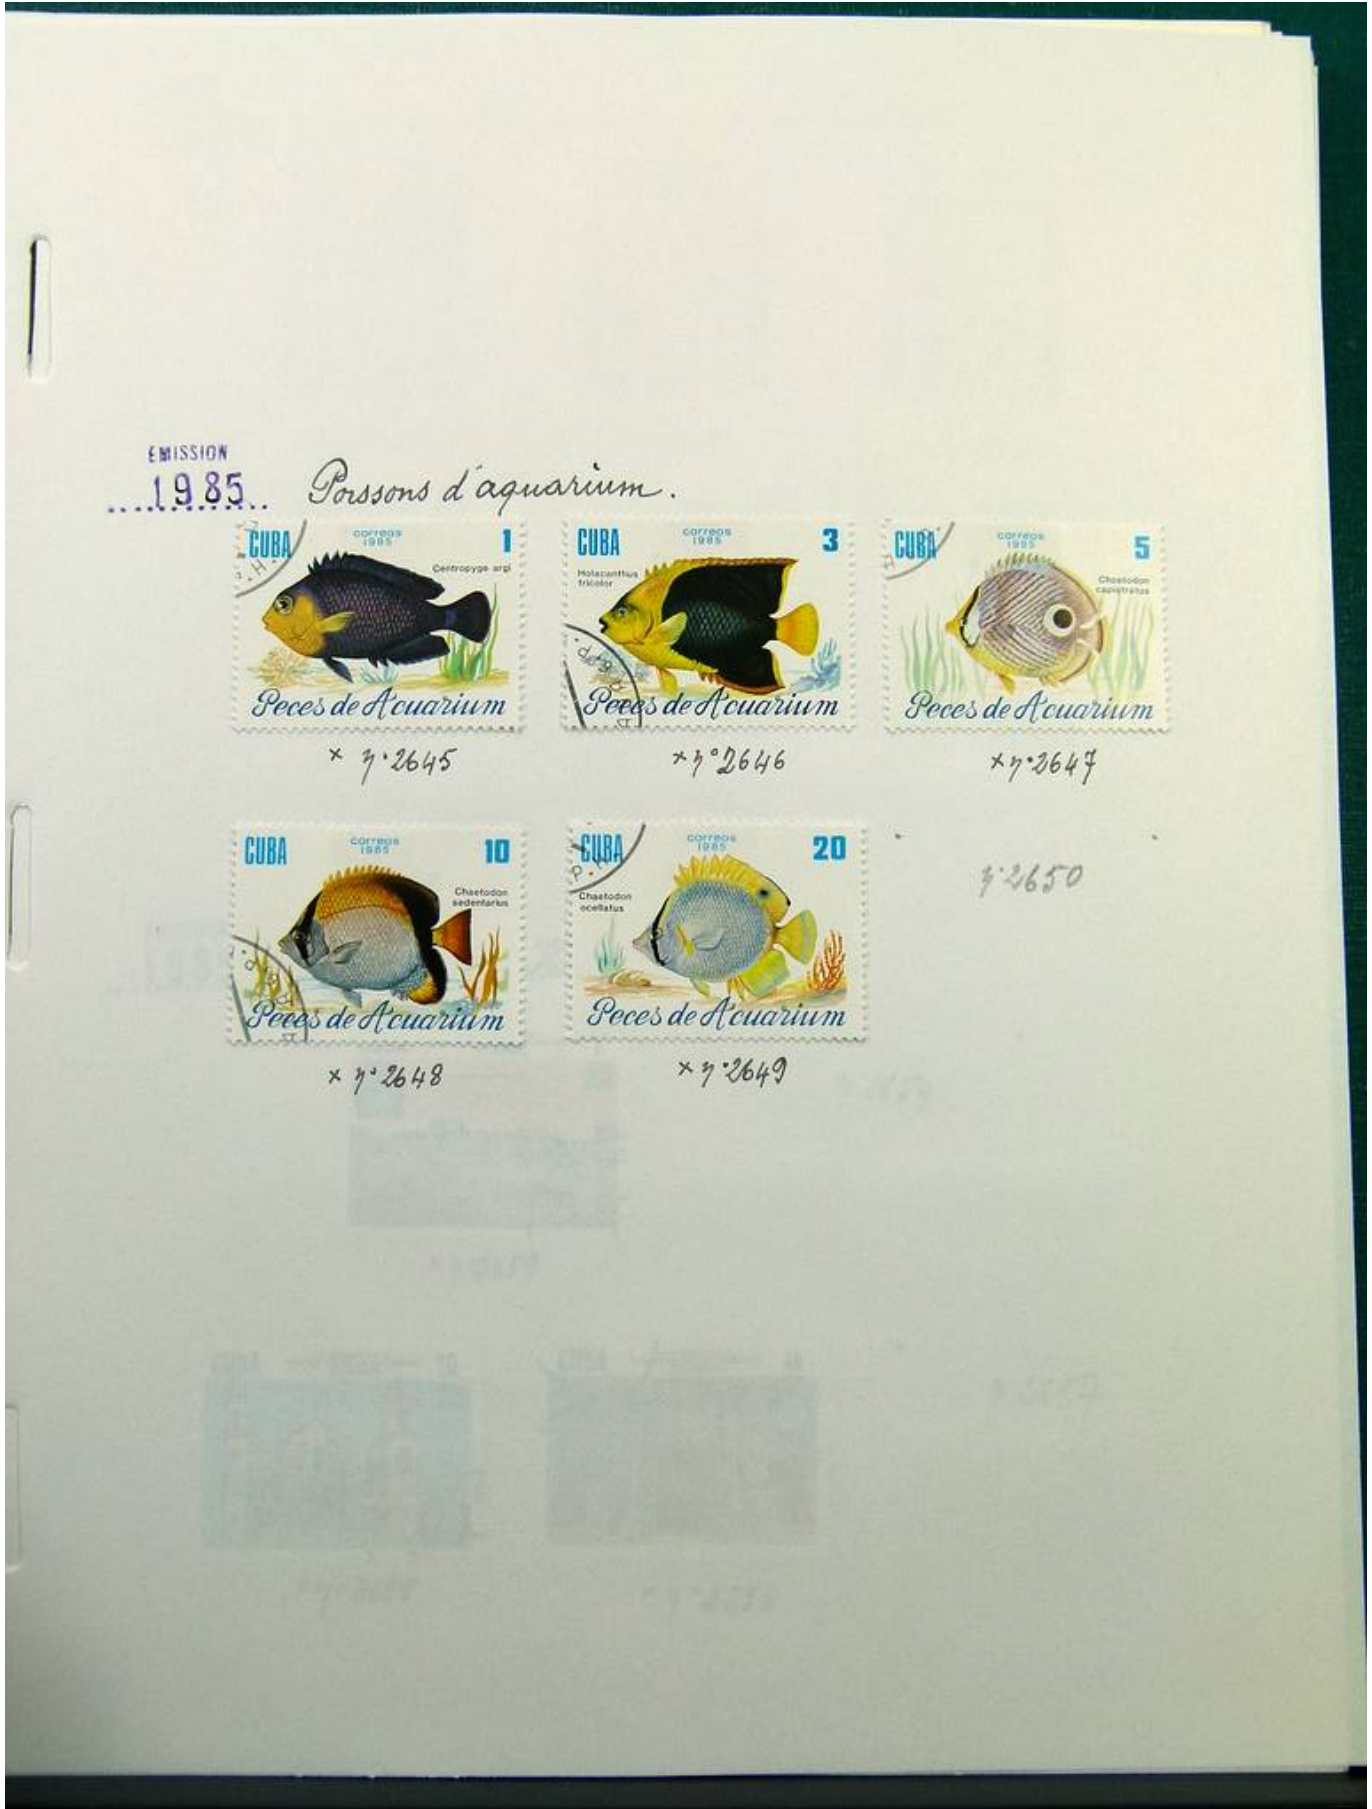 EMISSION
1985
Poissons d'aquarium.
CUBA correos 1985 1
Centropyge argi
Peces de Acuarium
CUBA correos 1985 3
Holacanthus
tricolor
Peces de Acuarium
CUBA correos 1985 5
Chaetodon
capistratus
Peces de Acuarium
x n°2645
x n°2646
x n°2647
CUBA correos 1985 10
Chaetodon
sedentarius
Peces de Acuarium
CUBA correos 1985 20
Chaetodon
ocellatus
Peces de Acuarium
n°2650
x n°2648
x n°2649